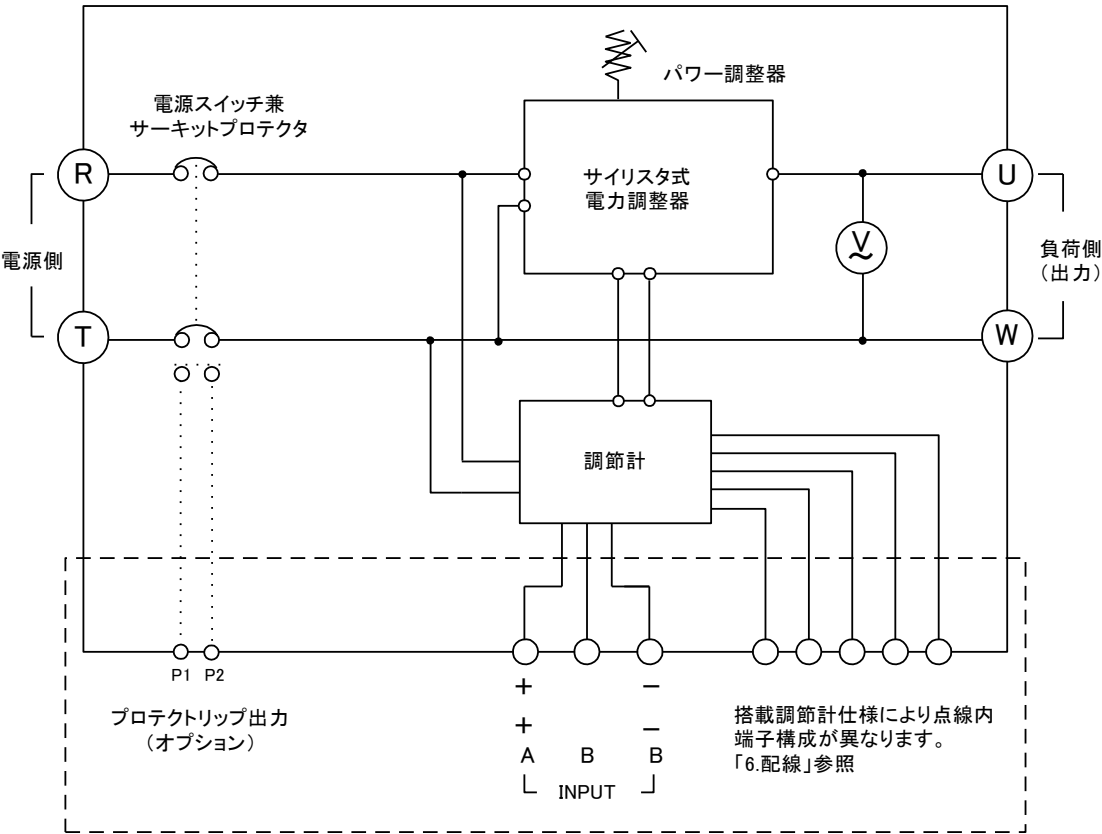 パワー調整器
電源スイッチ兼
サーキットプロテクタ
R
サイリスタ式
電力調整器
U
V
電源側
負荷側
（出力）
T
W
調節計
P1 P2
プロテクトリップ出力
（オプション）
+ −
+ −
A B B
INPUT
搭載調節計仕様により点線内
端子構成が異なります。
「6.配線」参照